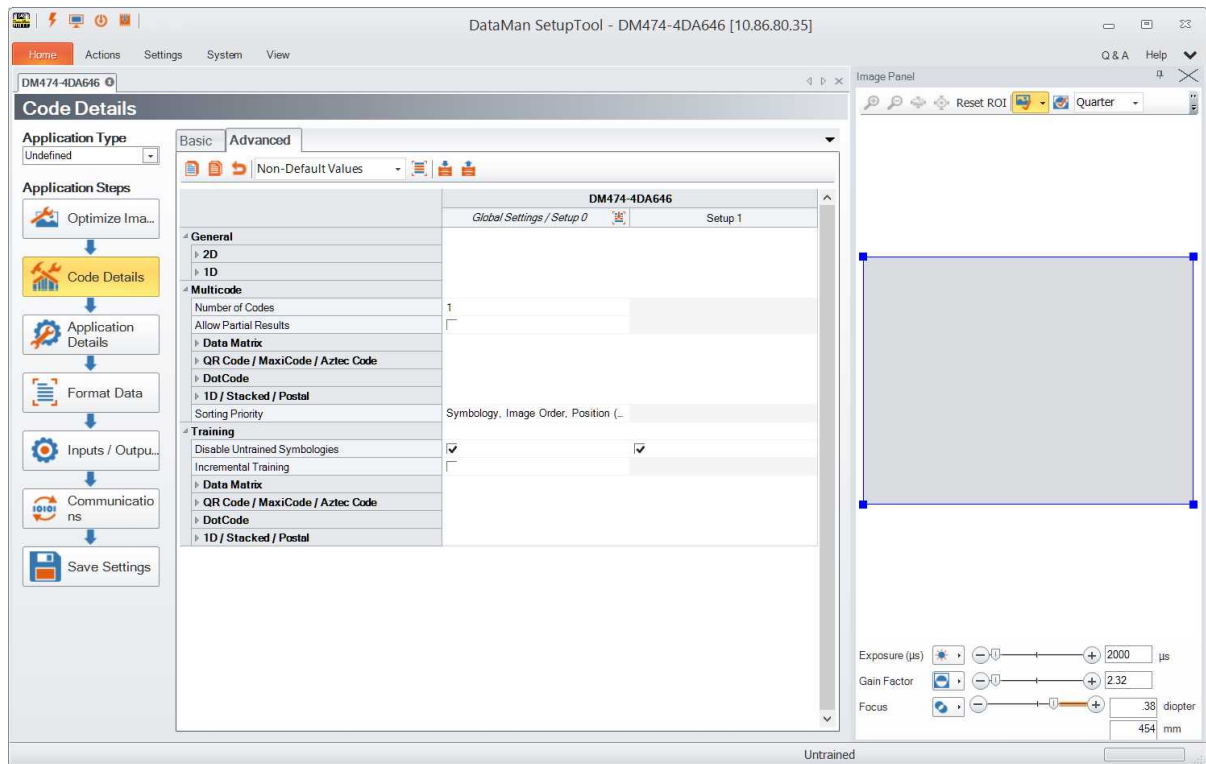 DataMan SetupTool - DM474-4DA646 [10.86.80.35]
Home Actions Settings System View Q & A Help
DM474-4DA646
Code Details
Application Type
Undefined
Application Steps
Optimize Ima...
Code Details
Application
Details
Format Data
Inputs / Outpu...
Communicatio
ns
Save Settings
Basic Advanced
Non-Default Values
DM474-4DA646
Global Settings / Setup 0 Setup 1
General
2D
1D
Multicode
Number of Codes 1
Allow Partial Results
Data Matrix
QR Code / MaxiCode / Aztec Code
DotCode
1D / Stacked / Postal
Sorting Priority Symbology, Image Order, Position (...
Training
Disable Untrained Symbologies
Incremental Training
Data Matrix
QR Code / MaxiCode / Aztec Code
DotCode
1D / Stacked / Postal
Image Panel
Reset ROI Quarter
Exposure (µs) 2000 µs
Gain Factor 2.32
Focus .38 diopter
454 mm
Untrained